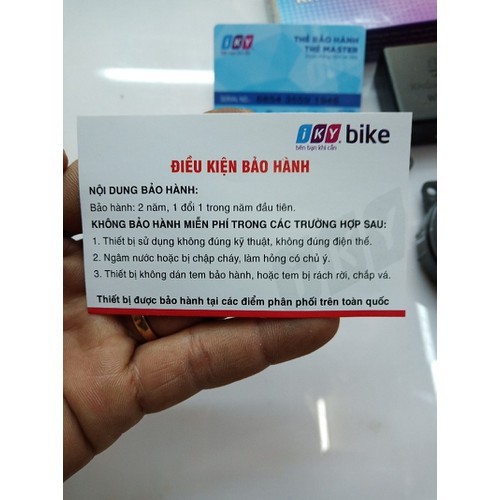 iKY
THẺ BẢO HÀNH
THẺ MASTER
iKY bike
bên bạn khi cần
ĐIỀU KIỆN BẢO HÀNH
NỘI DUNG BẢO HÀNH:
Bảo hành: 2 năm, 1 đổi 1 trong năm đầu tiên.
KHÔNG BẢO HÀNH MIỄN PHÍ TRONG CÁC TRƯỜNG HỢP SAU:
1. Thiết bị sử dụng không đúng kỹ thuật, không đúng điện thế.
2. Ngâm nước hoặc bị chập cháy, làm hỏng có chủ ý.
3. Thiết bị không dán tem bảo hành, hoặc tem bị rách rời, chắp vá.
Thiết bị được bảo hành tại các điểm phân phối trên toàn quốc